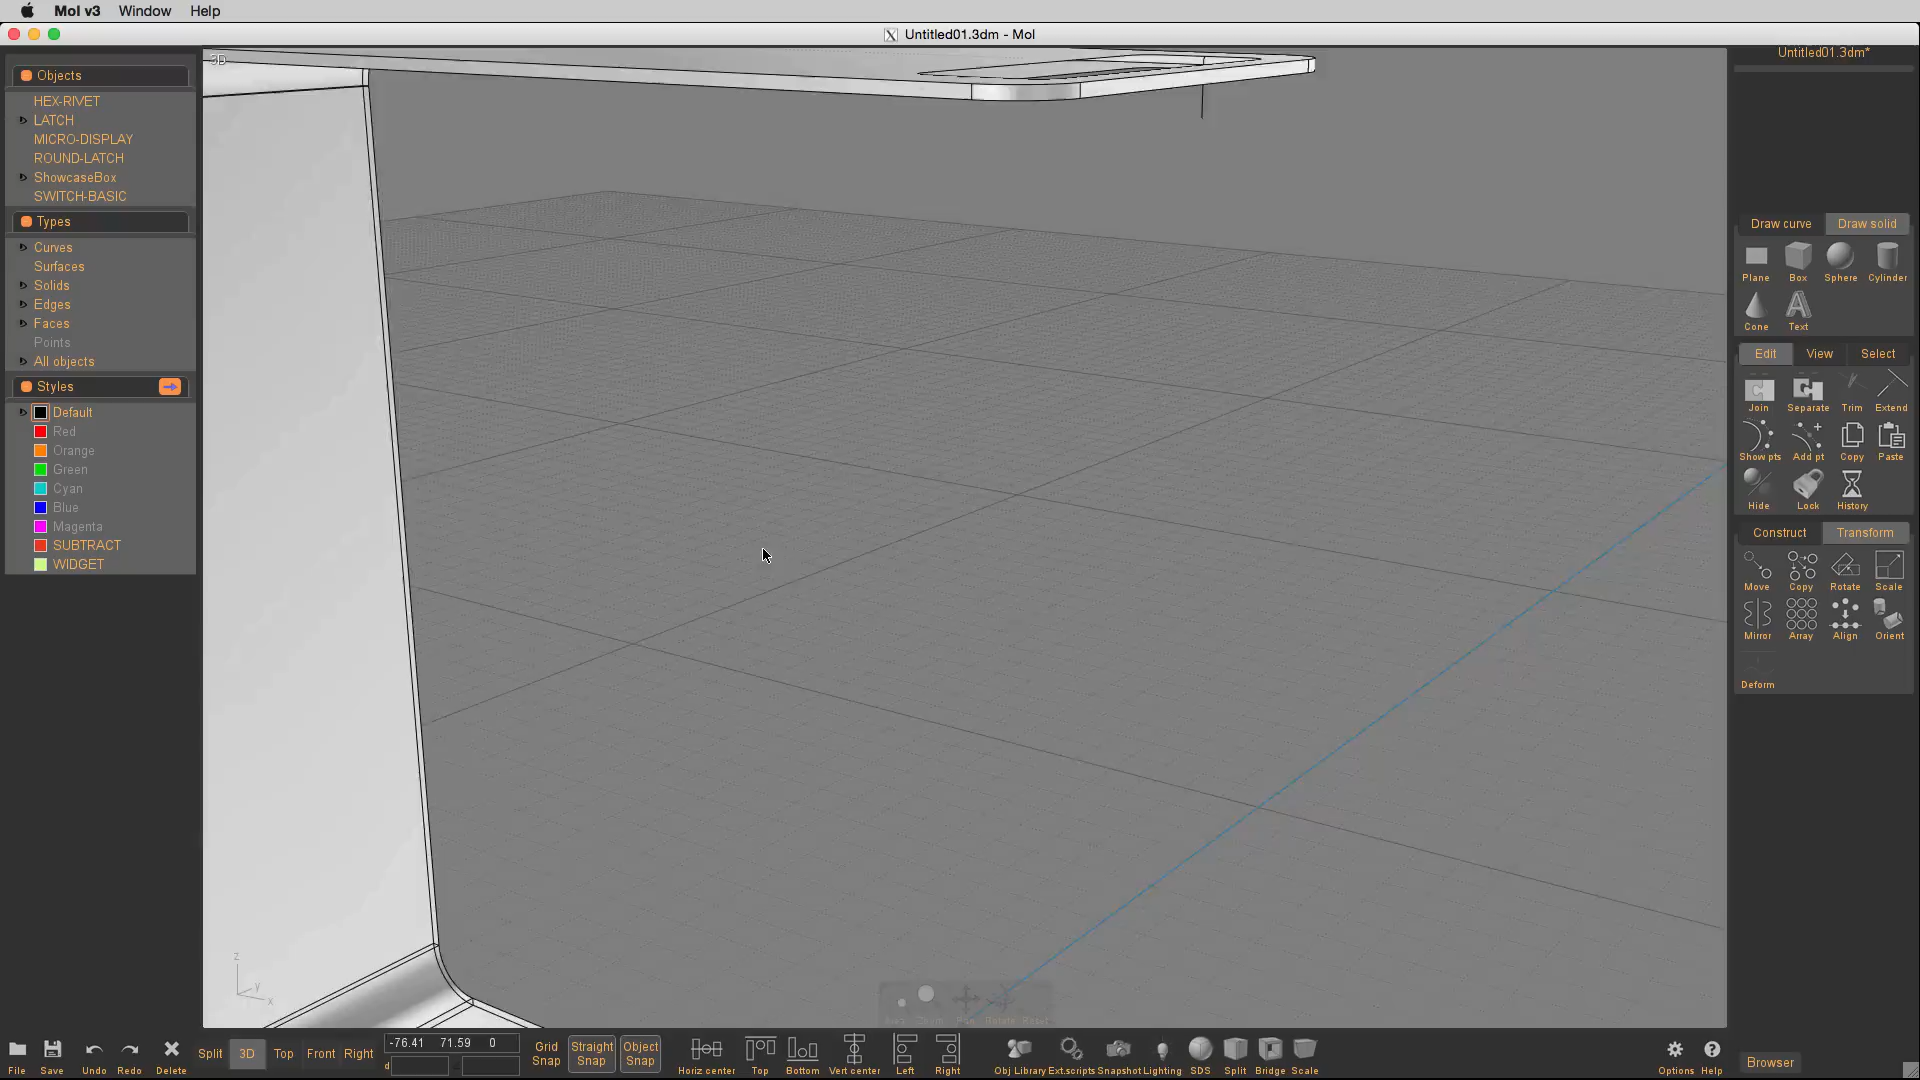 MoI v3 Window Help
Untitled01.3dm - MoI
3D
Untitled01.3dm*
Objects
HEX-RIVET
LATCH
MICRO-DISPLAY
ROUND-LATCH
ShowcaseBox
SWITCH-BASIC
Types
Curves
Surfaces
Solids
Edges
Faces
Points
All objects
Styles
Default
Red
Orange
Green
Cyan
Blue
Magenta
SUBTRACT
WIDGET
Draw curve Draw solid
Plane Box Sphere Cylinder
Cone Text
Edit View Select
Join Separate Trim Extend
Show pts Add pt Copy Paste
Hide Lock History
Construct Transform
Move Copy Rotate Scale
Mirror Array Align Orient
Deform
z
y
x
Zoom Pan Rotate Reset
File Save Undo Redo Delete
Split 3D Top Front Right
-76.41 71.59 0
d
Grid Snap
Straight Snap
Object Snap
Horiz center Top Bottom Vert center Left Right
Obj Library Ext.scripts Snapshot Lighting SDS Split Bridge Scale
Options Help
Browser